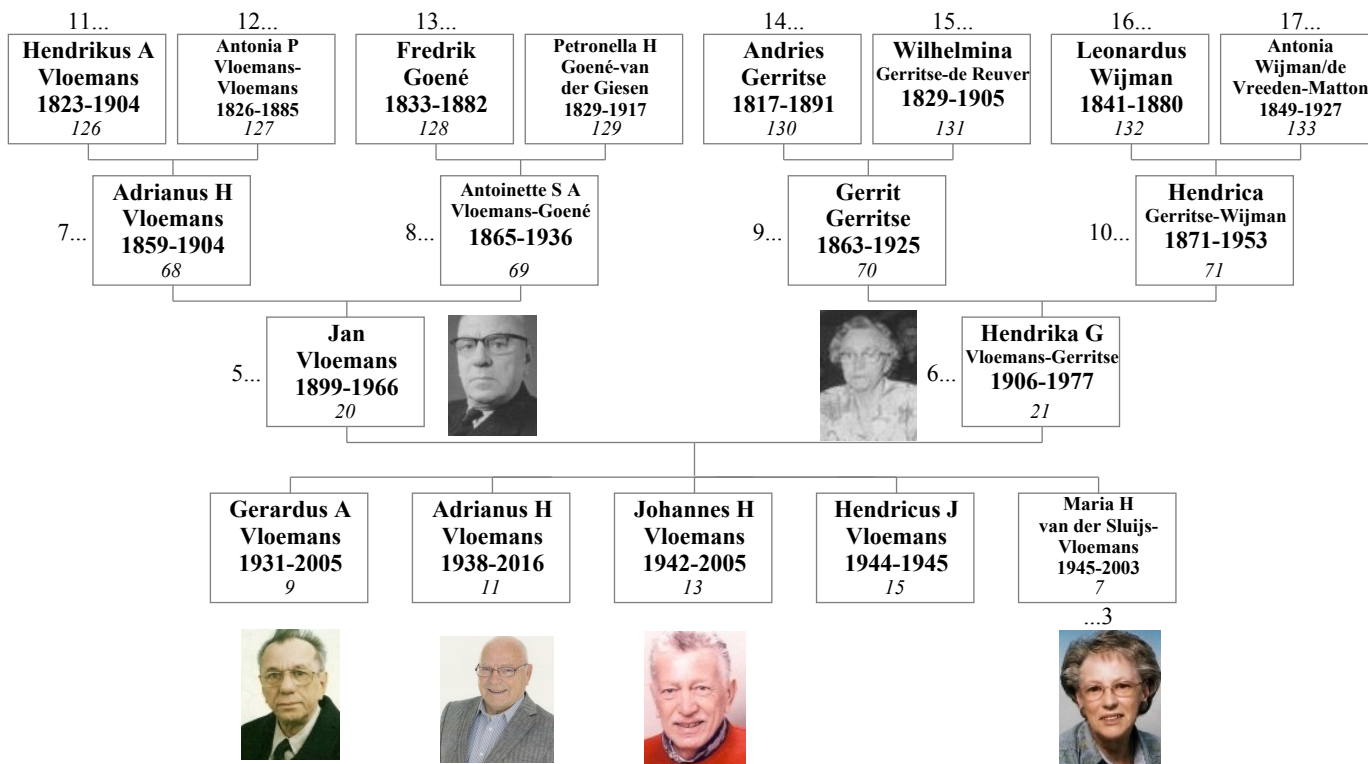 11...
12...
13...
14...
15...
16...
17...
Hendrikus A
Vloemans
1823-1904
126
Antonia P
Vloemans-
Vloemans
1826-1885
127
Fredrik
Goené
1833-1882
128
Petronella H
Goené-van
der Giesen
1829-1917
129
Andries
Gerritse
1817-1891
130
Wilhelmina
Gerritse-de Reuver
1829-1905
131
Leonardus
Wijman
1841-1880
132
Antonia
Wijman/de
Vreeden-Matton
1849-1927
133
7...
Adrianus H
Vloemans
1859-1904
68
8...
Antoinette S A
Vloemans-Goené
1865-1936
69
9...
Gerrit
Gerritse
1863-1925
70
10...
Hendrica
Gerritse-Wijman
1871-1953
71
5...
Jan
Vloemans
1899-1966
20
6...
Hendrika G
Vloemans-Gerritse
1906-1977
21
Gerardus A
Vloemans
1931-2005
9
Adrianus H
Vloemans
1938-2016
11
Johannes H
Vloemans
1942-2005
13
Hendricus J
Vloemans
1944-1945
15
Maria H
van der Sluijs-
Vloemans
1945-2003
7
...3